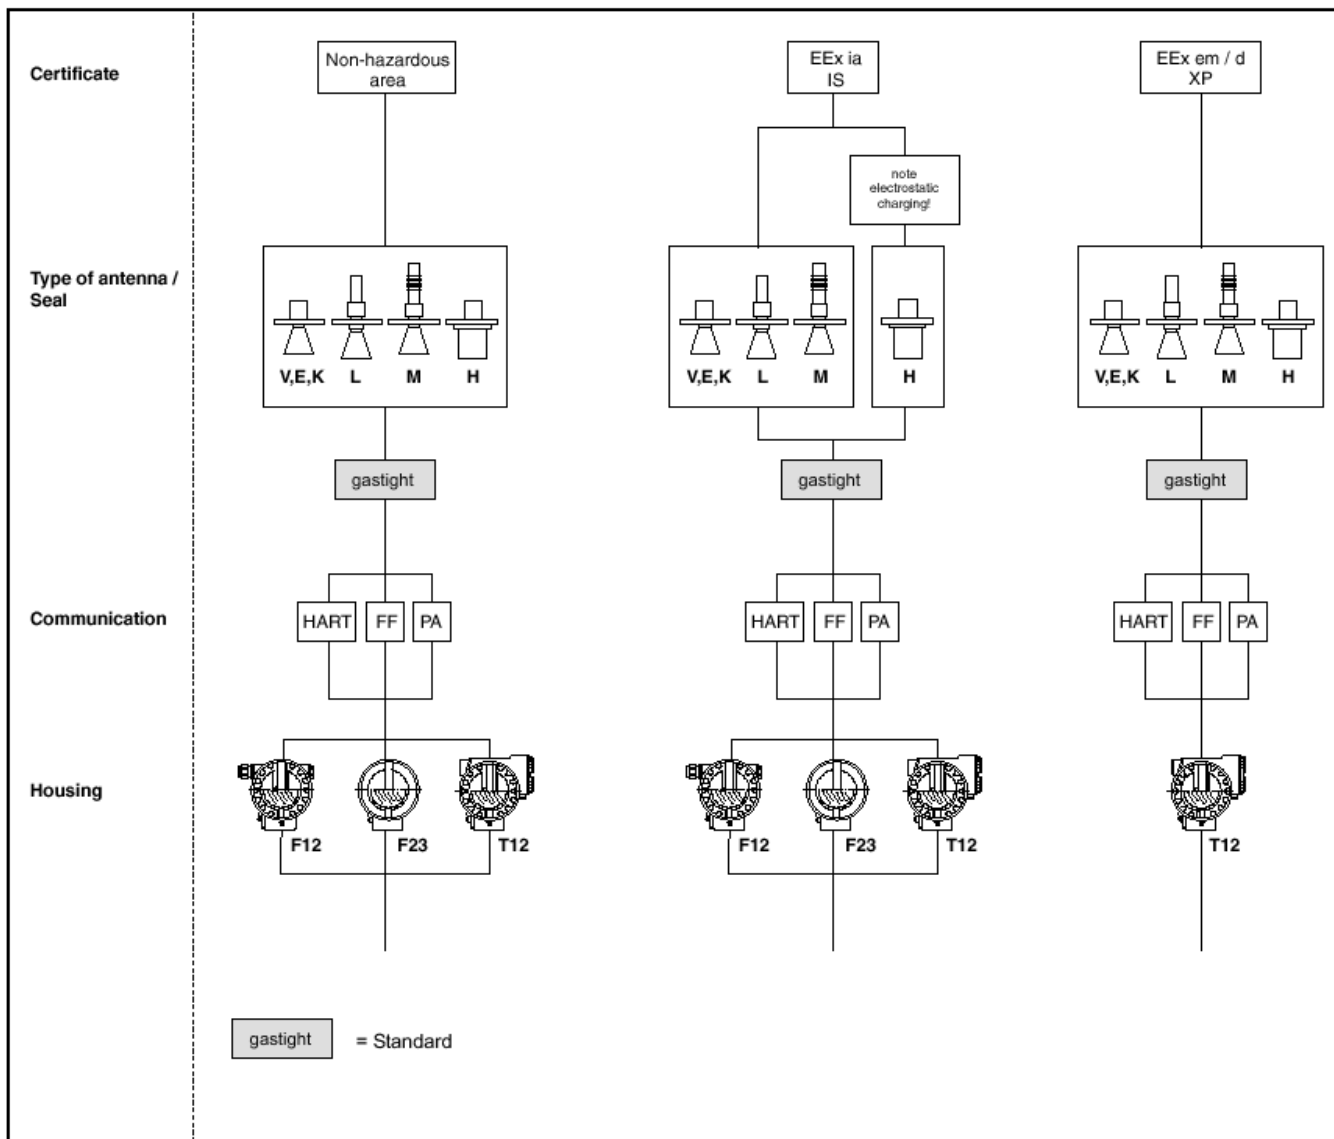 Certificate
Non-hazardous
area
EEx ia
IS
EEx em / d
XP
note
electrostatic
charging!
Type of antenna /
Seal
V,E,K L M H
V,E,K L M H
V,E,K L M H
gastight
gastight
gastight
Communication
HART FF PA
HART FF PA
HART FF PA
Housing
F12 F23 T12
F12 F23 T12
T12
gastight = Standard